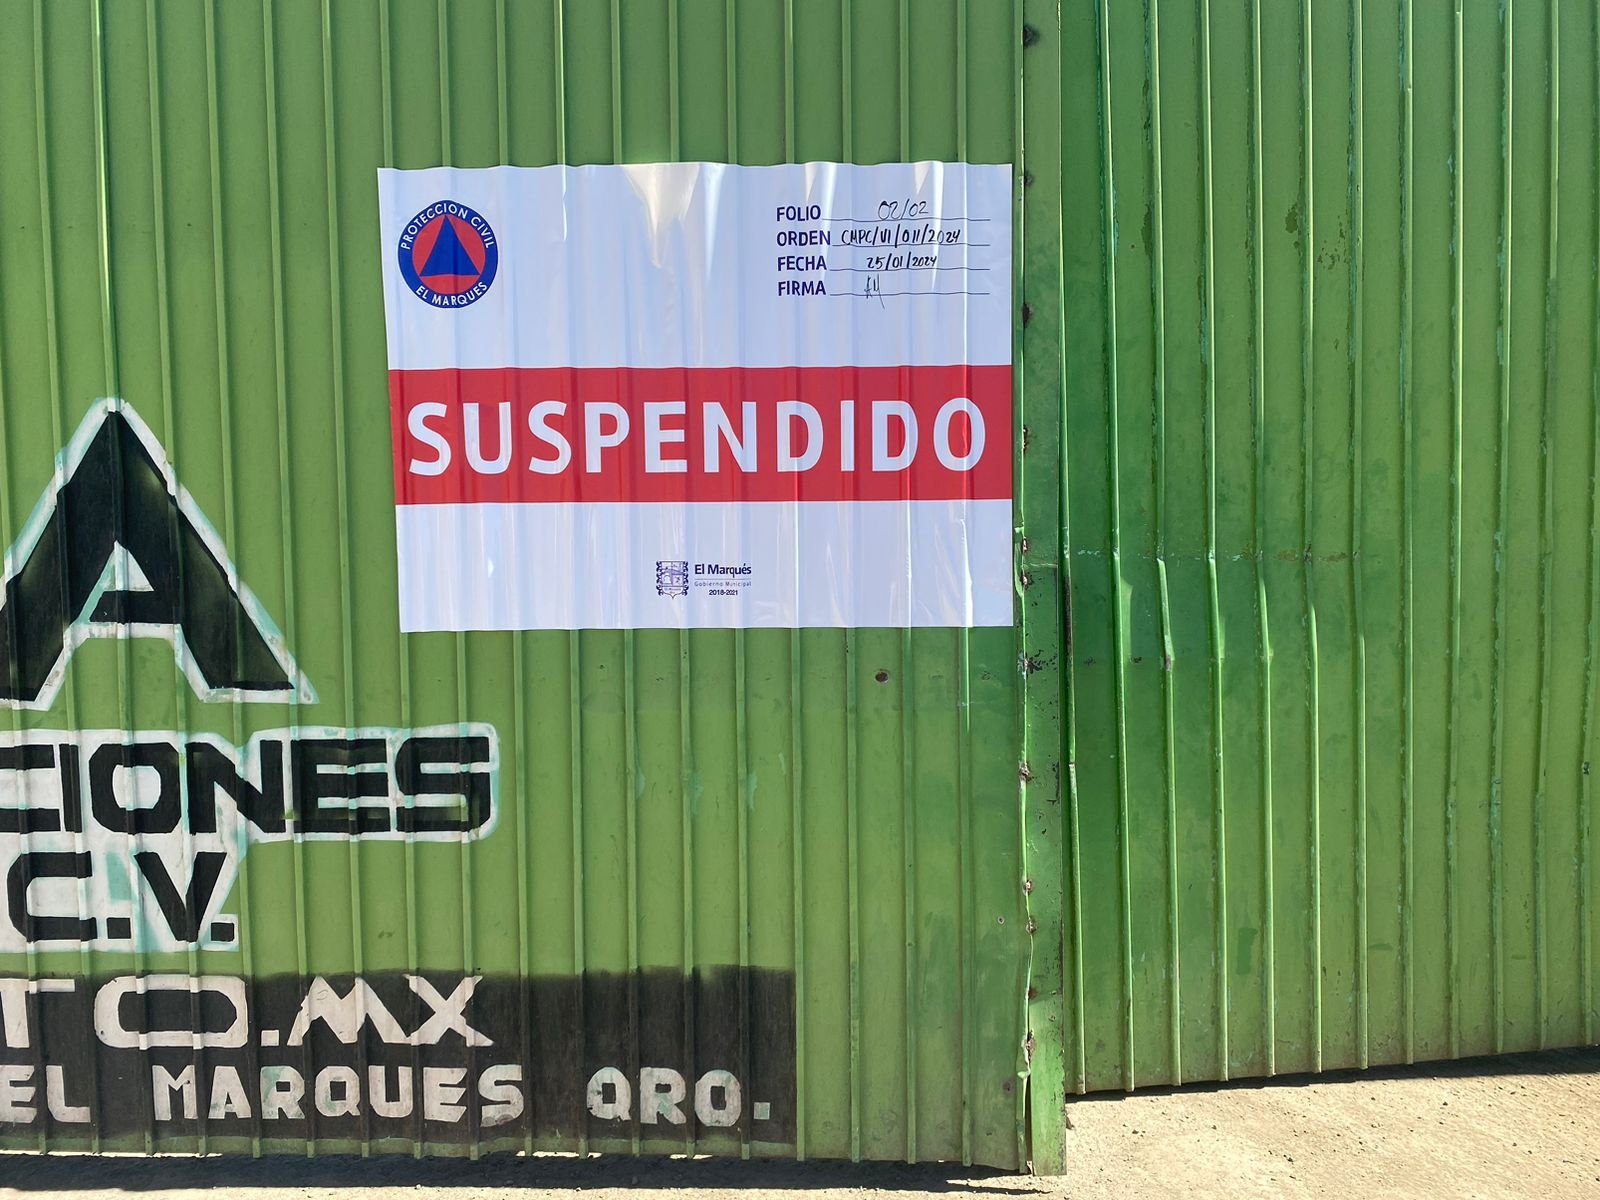 PROTECCION CIVIL
EL MARQUES
FOLIO 02/02
ORDEN CMPC/VI/011/2024
FECHA 25/01/2024
FIRMA
SUSPENDIDO
El Marqués
Gobierno Municipal
2018-2021
A
CIONES
C.V.
TO.MX
EL MARQUES QRO.